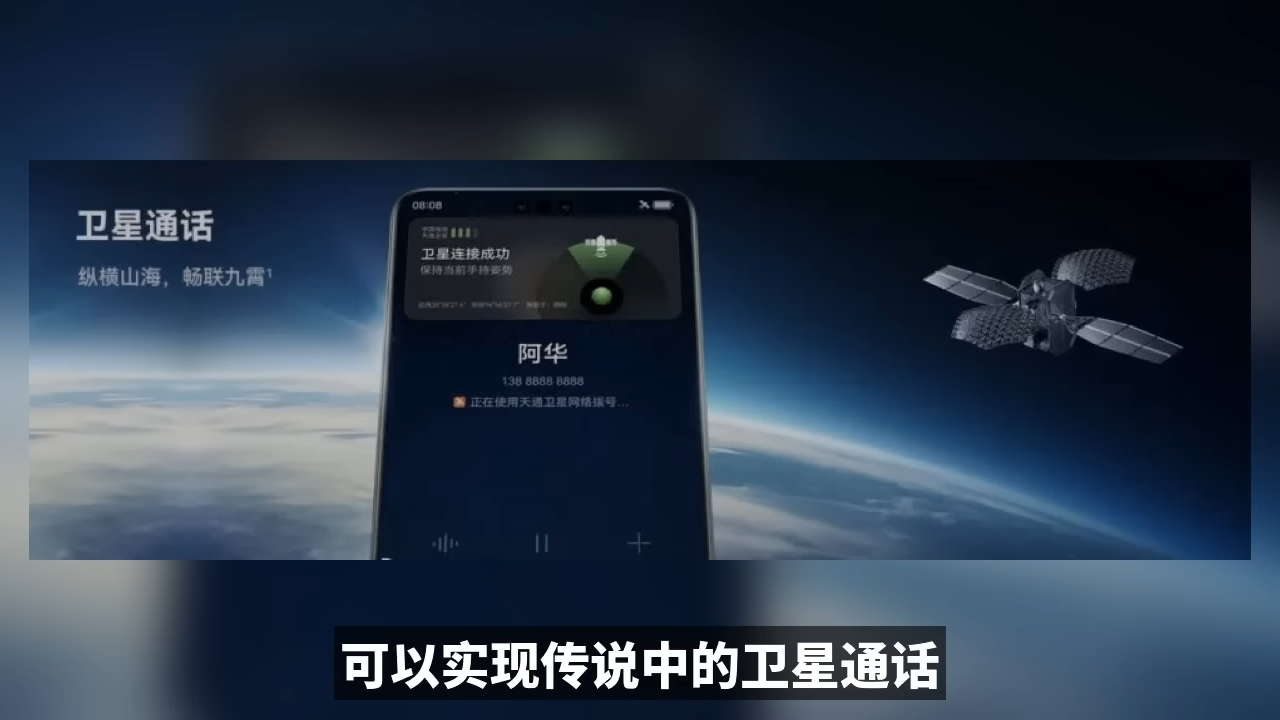 卫星通话
纵横山海，畅联九霄¹
08:08
卫星连接成功
保持当前手持姿势
阿华
138 8888 8888
正在使用天通卫星网络拨号...
可以实现传说中的卫星通话